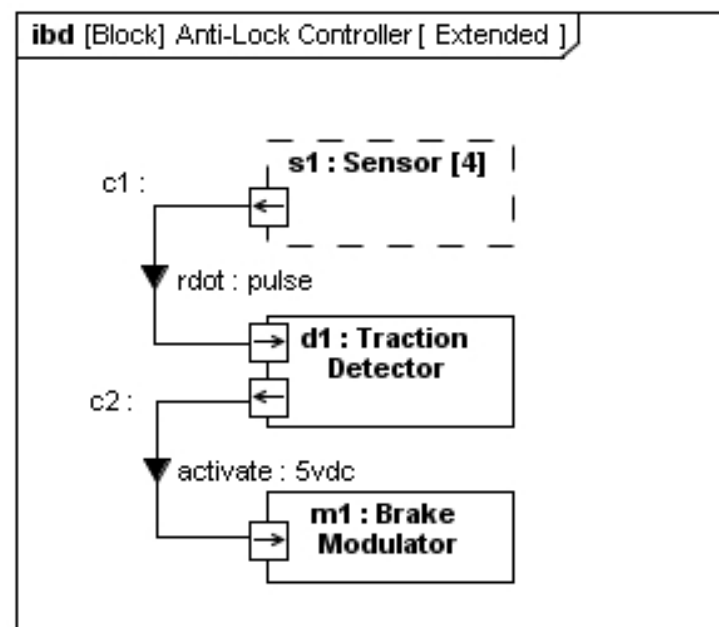 ibd [Block] Anti-Lock Controller [ Extended ]
s1 : Sensor [4]
c1 :
rdot : pulse
d1 : Traction
Detector
c2 :
activate : 5vdc
m1 : Brake
Modulator